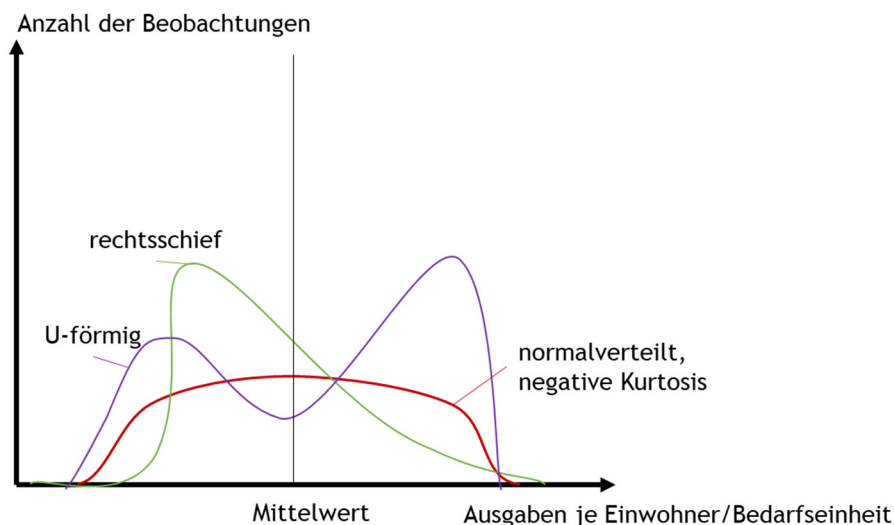 Anzahl der Beobachtungen
rechtsschief
U-förmig
normalverteilt,
negative Kurtosis
Mittelwert
Ausgaben je Einwohner/Bedarfseinheit